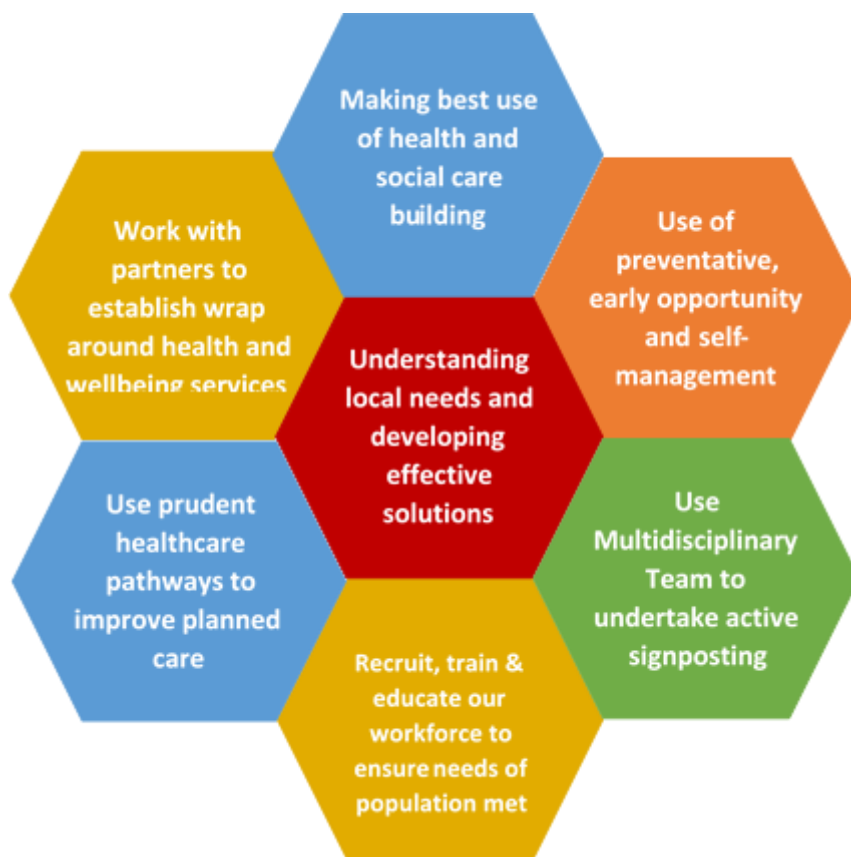 Making best use
of health and
social care
building
Work with
partners to
establish wrap
around health and
wellbeing services
Use of
preventative,
early opportunity
and self-
management
Understanding
local needs and
developing
effective
solutions
Use prudent
healthcare
pathways to
improve planned
care
Use
Multidisciplinary
Team to
undertake active
signposting
Recruit, train &
educate our
workforce to
ensure needs of
population met